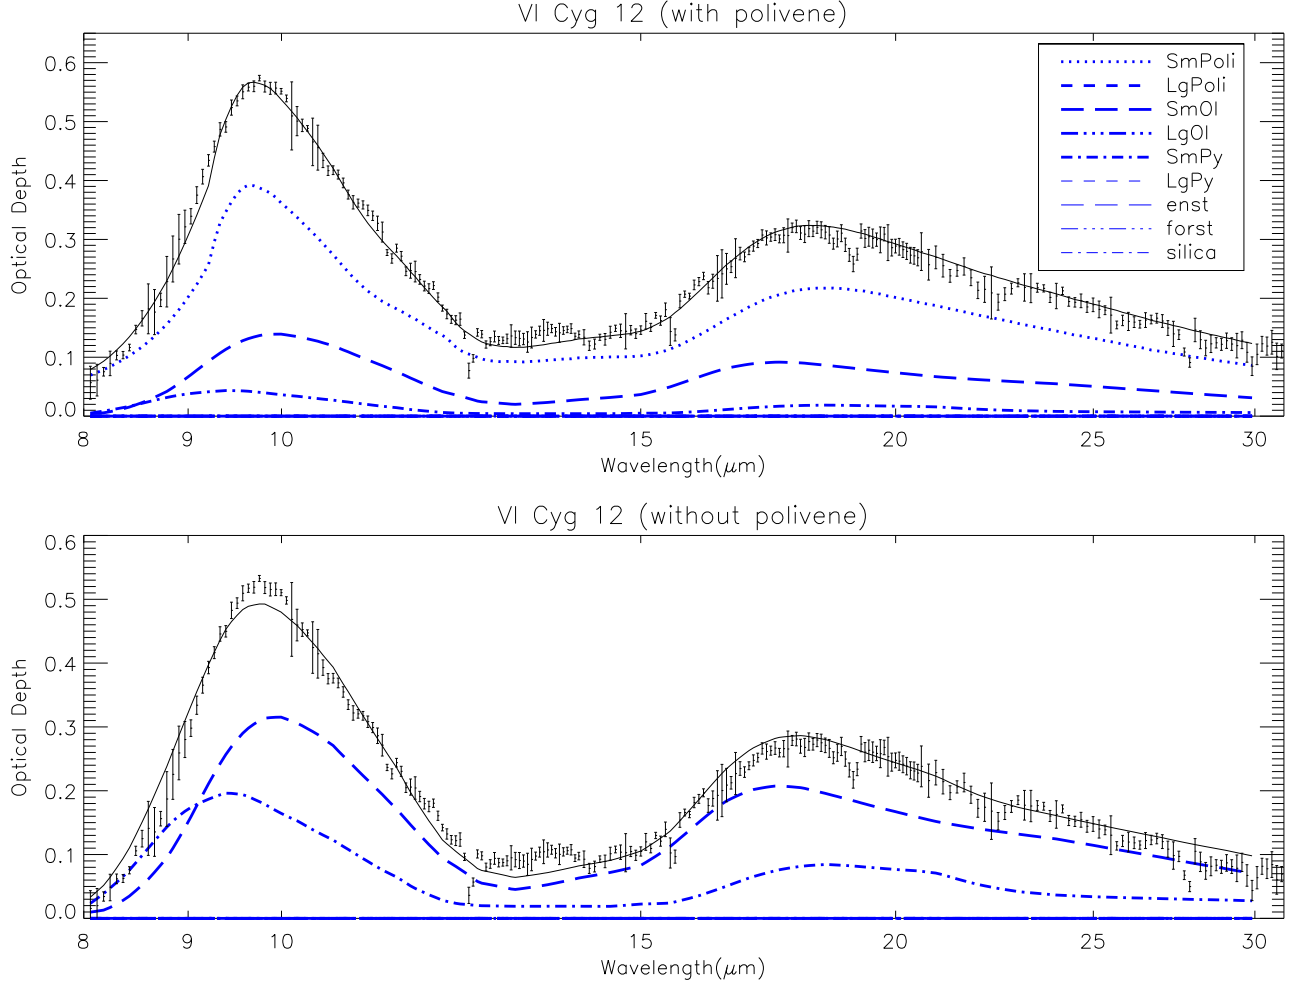 VI Cyg 12 (with polivene)
Optical Depth
0.6
0.5
0.4
0.3
0.2
0.1
0.0
SmPoli
LgPoli
SmOl
LgOl
SmPy
LgPy
enst
forst
silica
8 9 10 15 20 25 30
Wavelength(μm)
VI Cyg 12 (without polivene)
Optical Depth
0.6
0.5
0.4
0.3
0.2
0.1
0.0
8 9 10 15 20 25 30
Wavelength(μm)